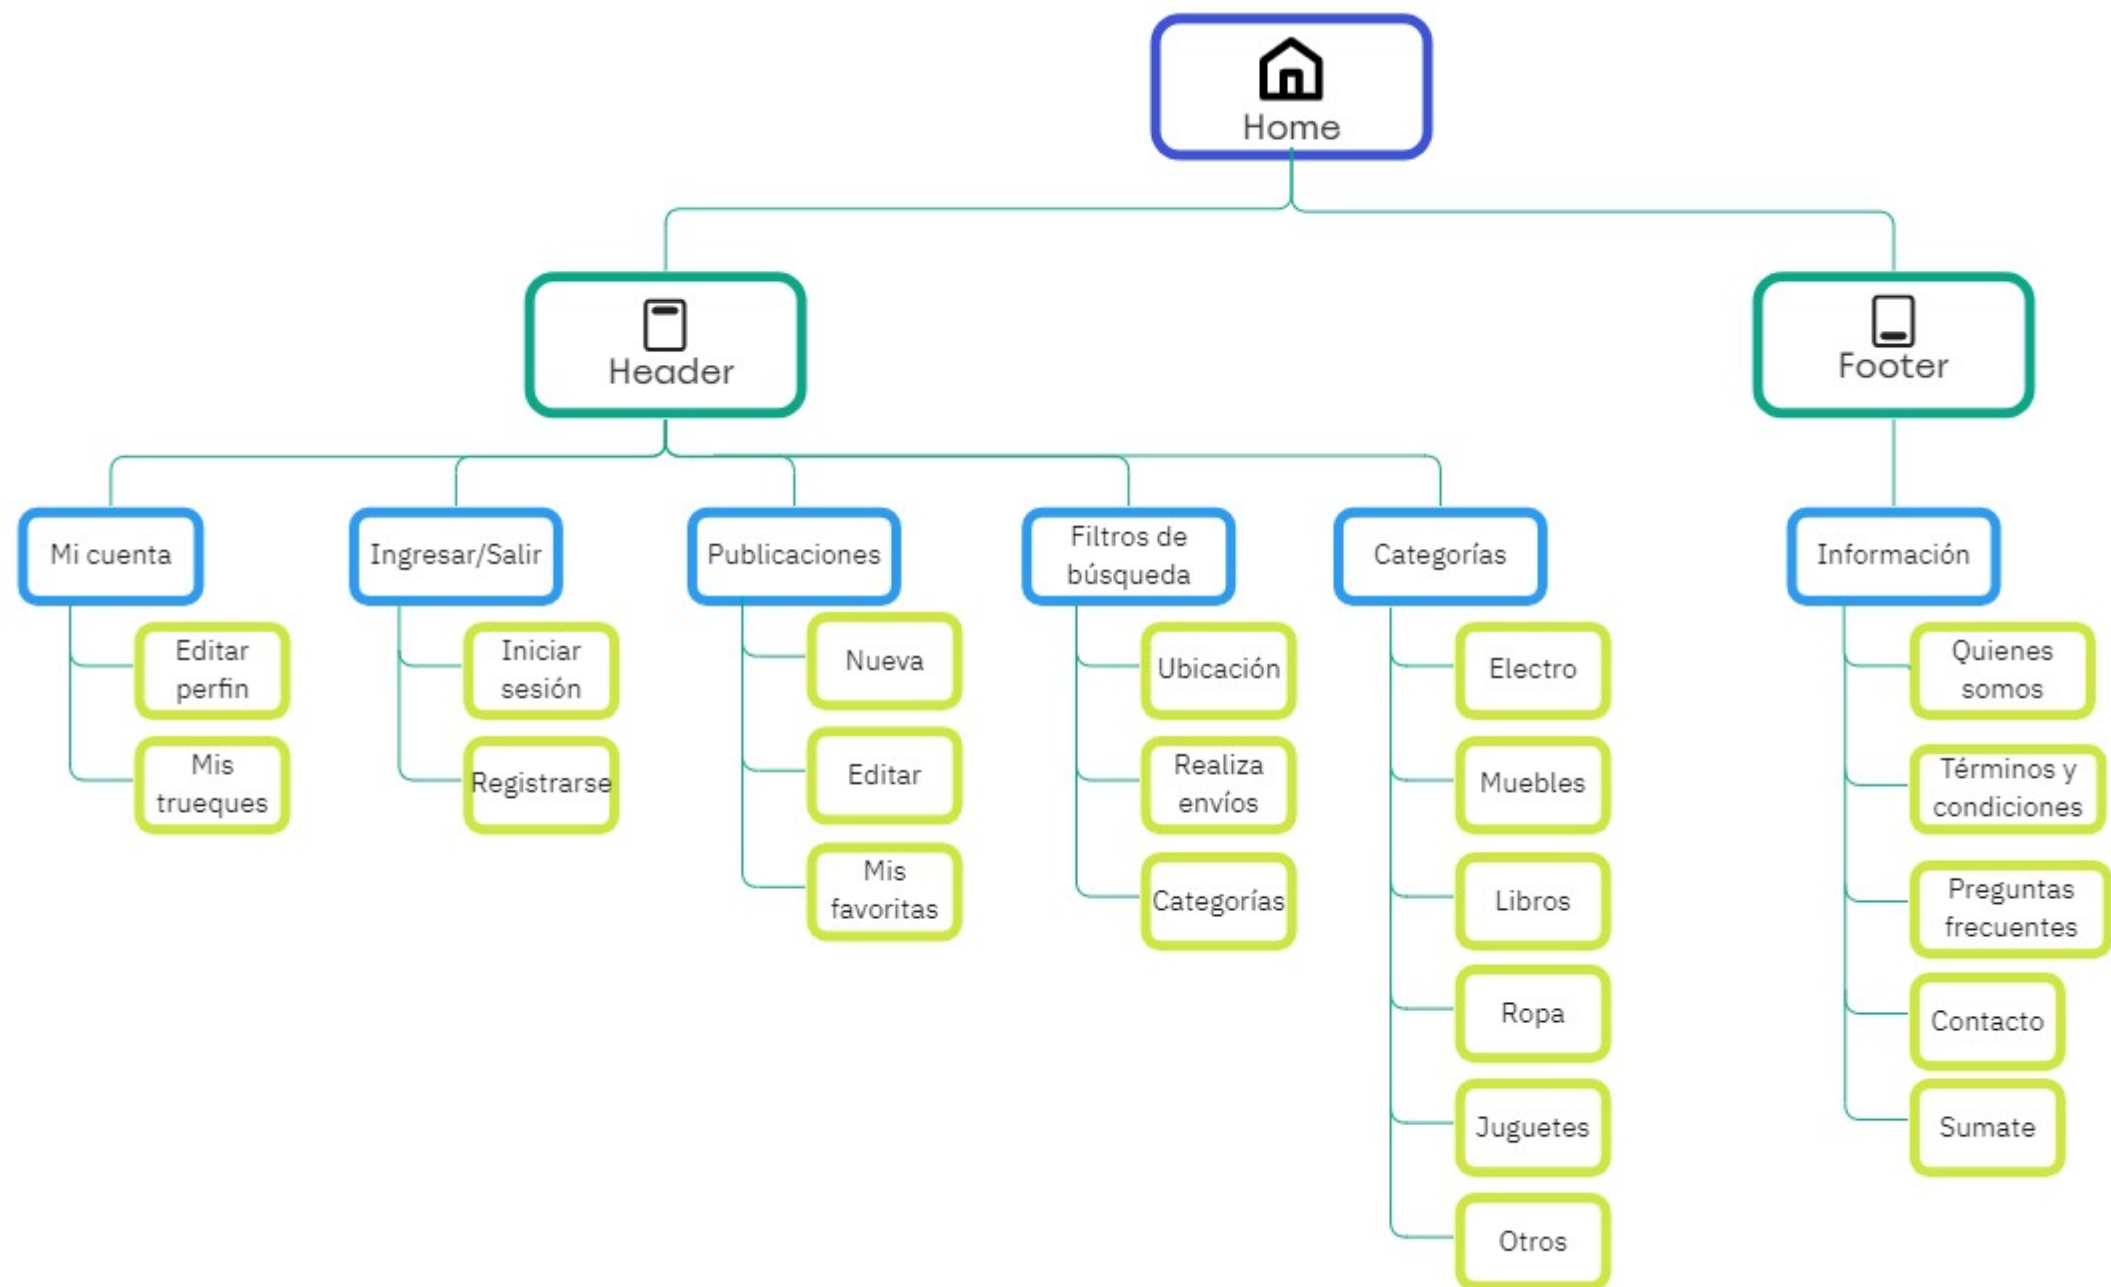 Home
Header
Footer
Mi cuenta
Editar
perfin
Mis
trueques
Ingresar/Salir
Iniciar
sesión
Registrarse
Publicaciones
Nueva
Editar
Mis
favoritas
Filtros de
búsqueda
Ubicación
Realiza
envíos
Categorías
Categorías
Electro
Muebles
Libros
Ropa
Juguetes
Otros
Información
Quienes
somos
Términos y
condiciones
Preguntas
frecuentes
Contacto
Sumate